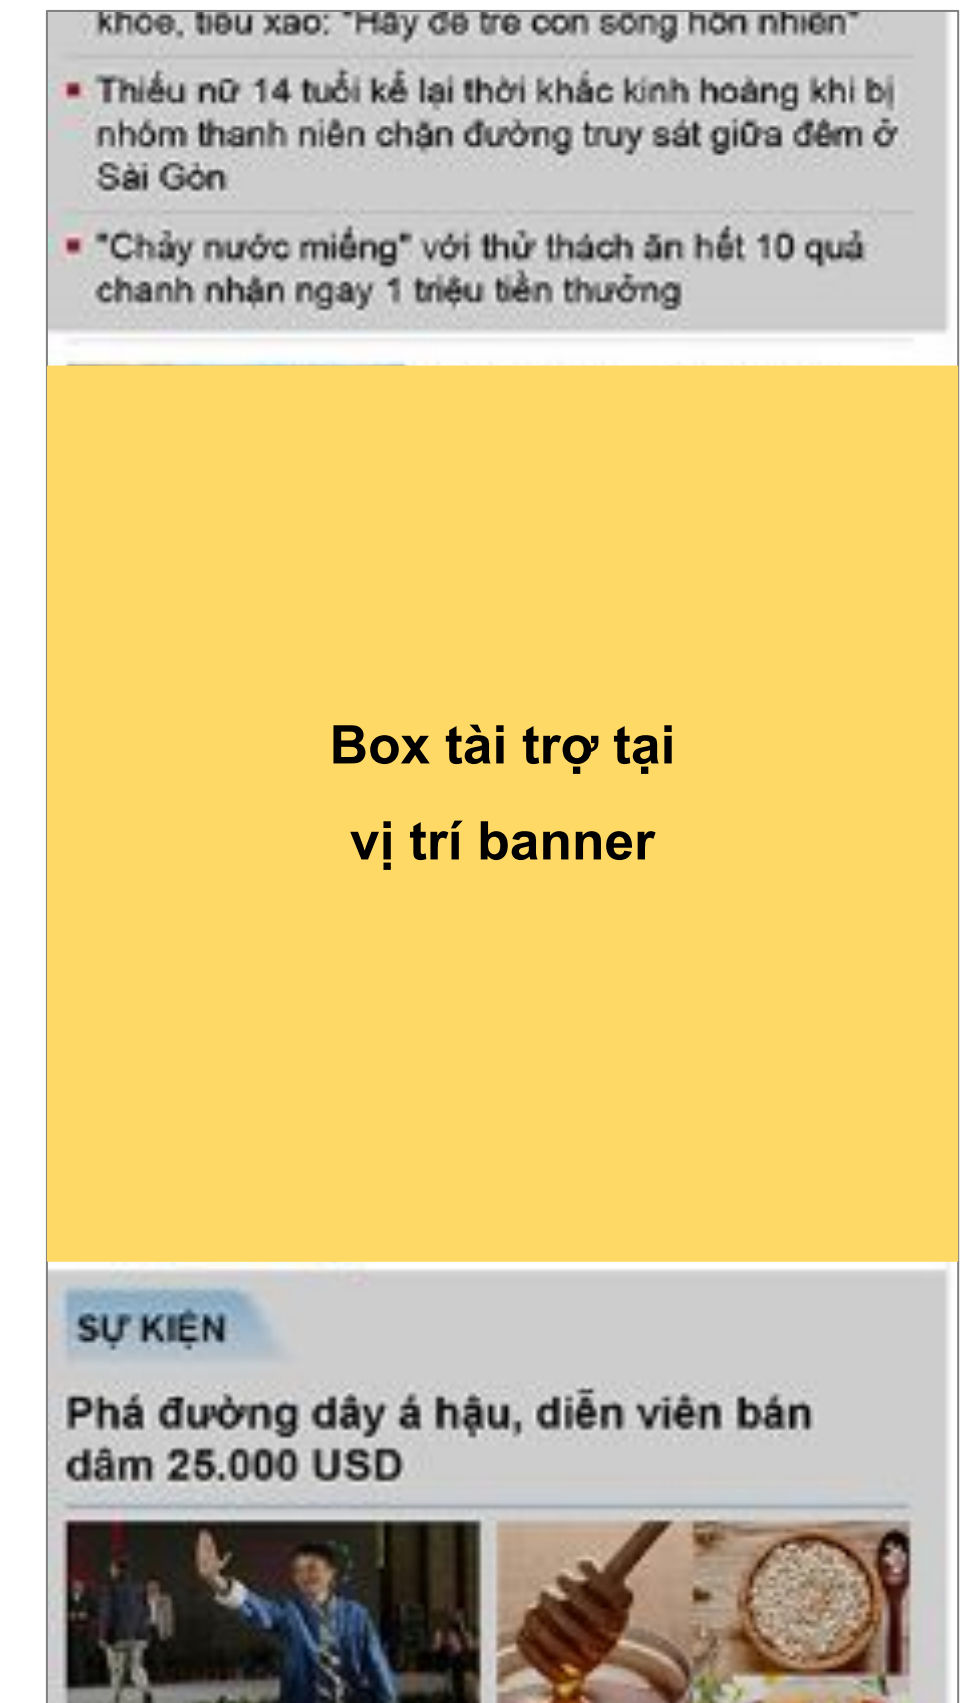 khỏe, tiểu xảo: "Hãy để trẻ con sống hồn nhiên"
Thiếu nữ 14 tuổi kể lại thời khắc kinh hoàng khi bị
nhóm thanh niên chặn đường truy sát giữa đêm ở
Sài Gòn
"Chảy nước miếng" với thử thách ăn hết 10 quả
chanh nhận ngay 1 triệu tiền thưởng
Box tài trợ tại
vị trí banner
SỰ KIỆN
Phá đường dây á hậu, diễn viên bán
dâm 25.000 USD